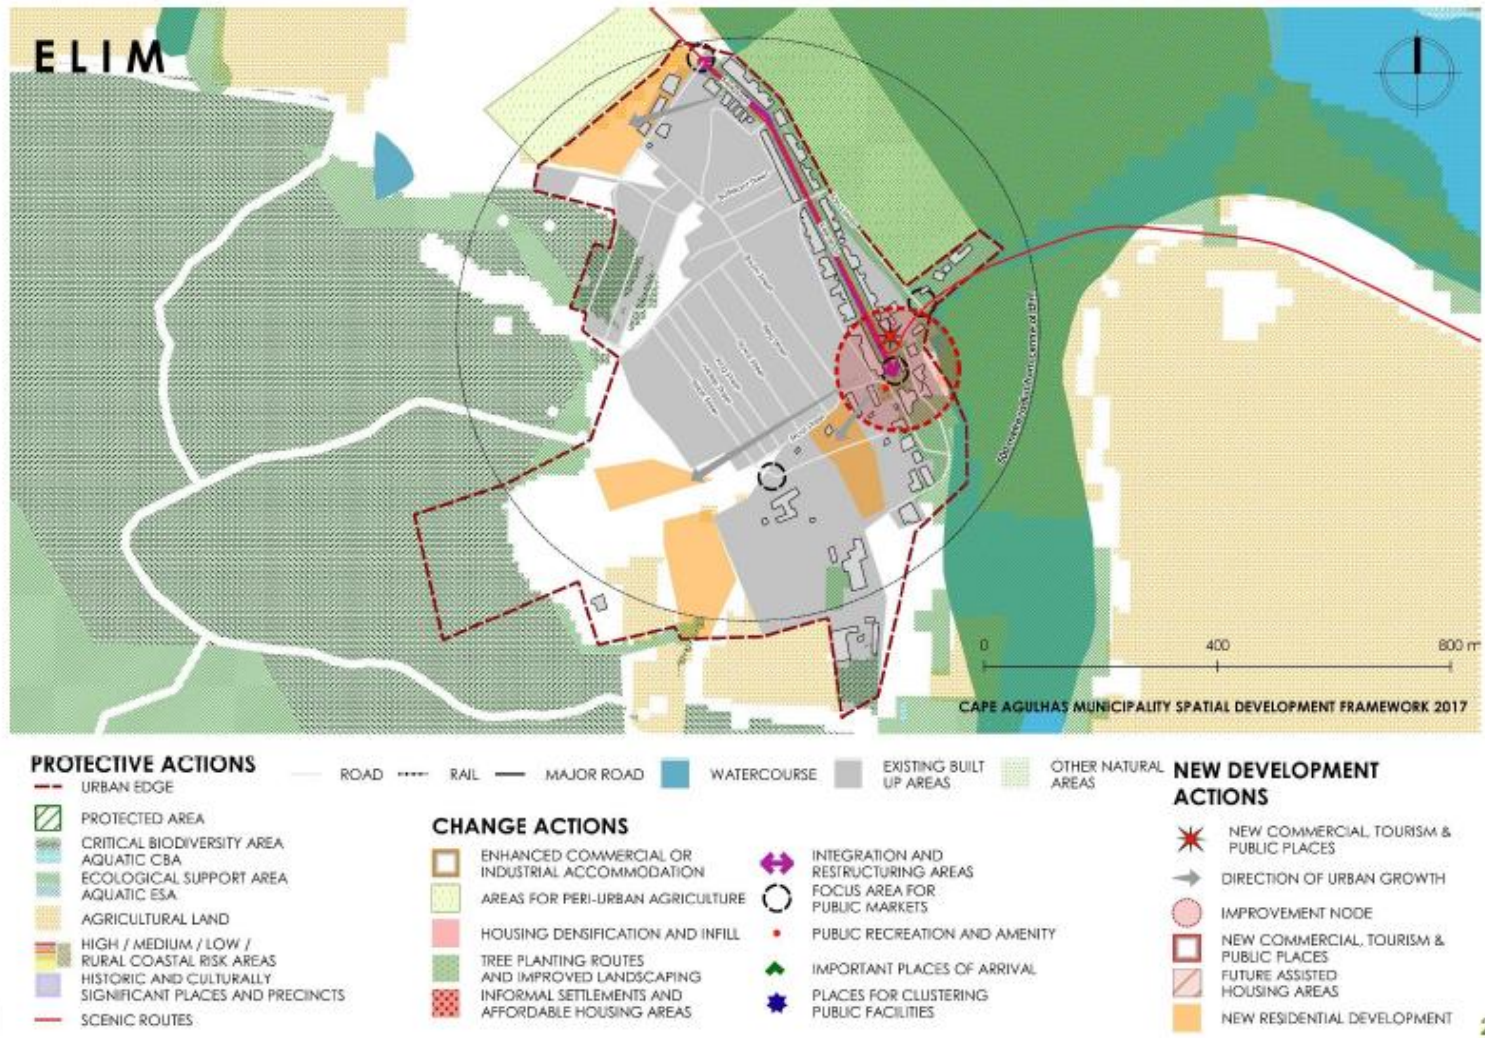 ELIM
500 meter radius from centre of town
0
400
800 m
CAPE AGULHAS MUNICIPALITY SPATIAL DEVELOPMENT FRAMEWORK 2017
PROTECTIVE ACTIONS
URBAN EDGE
PROTECTED AREA
CRITICAL BIODIVERSITY AREA
AQUATIC CBA
ECOLOGICAL SUPPORT AREA
AQUATIC ESA
AGRICULTURAL LAND
HIGH / MEDIUM / LOW /
RURAL COASTAL RISK AREAS
HISTORIC AND CULTURALLY
SIGNIFICANT PLACES AND PRECINCTS
SCENIC ROUTES
ROAD
RAIL
MAJOR ROAD
WATERCOURSE
EXISTING BUILT
UP AREAS
OTHER NATURAL
AREAS
CHANGE ACTIONS
ENHANCED COMMERCIAL OR
INDUSTRIAL ACCOMMODATION
AREAS FOR PERI-URBAN AGRICULTURE
HOUSING DENSIFICATION AND INFILL
TREE PLANTING ROUTES
AND IMPROVED LANDSCAPING
INFORMAL SETTLEMENTS AND
AFFORDABLE HOUSING AREAS
INTEGRATION AND
RESTRUCTURING AREAS
FOCUS AREA FOR
PUBLIC MARKETS
PUBLIC RECREATION AND AMENITY
IMPORTANT PLACES OF ARRIVAL
PLACES FOR CLUSTERING
PUBLIC FACILITIES
NEW DEVELOPMENT
ACTIONS
NEW COMMERCIAL, TOURISM &
PUBLIC PLACES
DIRECTION OF URBAN GROWTH
IMPROVEMENT NODE
NEW COMMERCIAL, TOURISM &
PUBLIC PLACES
FUTURE ASSISTED
HOUSING AREAS
NEW RESIDENTIAL DEVELOPMENT